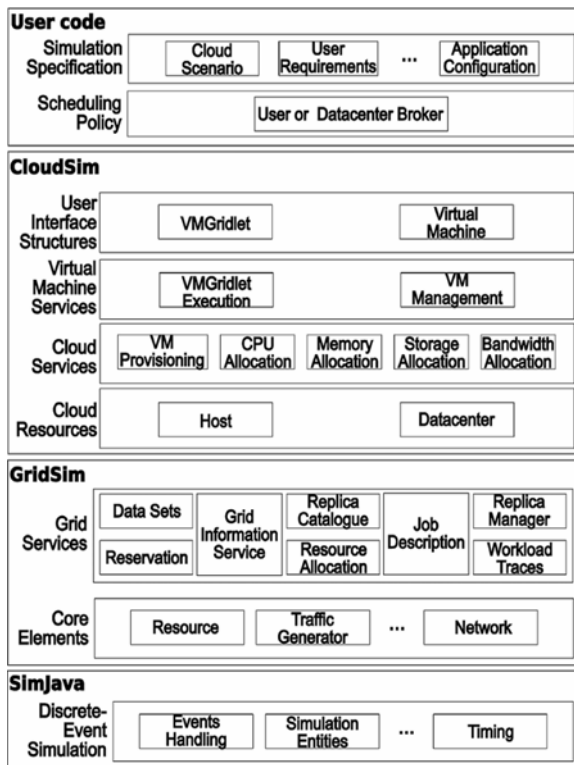 User code
Simulation
Specification
Cloud
Scenario
User
Requirements
...
Application
Configuration
Scheduling
Policy
User or Datacenter Broker
CloudSim
User
Interface
Structures
VMGridlet
Virtual
Machine
Virtual
Machine
Services
VMGridlet
Execution
VM
Management
Cloud
Services
VM
Provisioning
CPU
Allocation
Memory
Allocation
Storage
Allocation
Bandwidth
Allocation
Cloud
Resources
Host
Datacenter
GridSim
Grid
Services
Data Sets
Reservation
Grid
Information
Service
Replica
Catalogue
Resource
Allocation
Job
Description
Replica
Manager
Workload
Traces
Core
Elements
Resource
Traffic
Generator
...
Network
SimJava
Discrete-
Event
Simulation
Events
Handling
Simulation
Entities
...
Timing